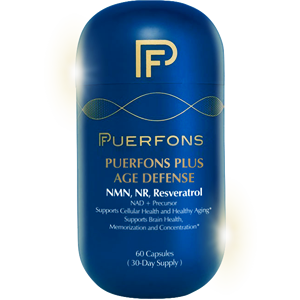 PF
PUERFONS
PUERFONS PLUS
AGE DEFENSE
NMN, NR, Resveratrol
NAD + Precursor
Supports Cellular Health and Healthy Aging*
Supports Brain Health,
Memorization and Concentration*
60 Capsules
( 30-Day Supply )